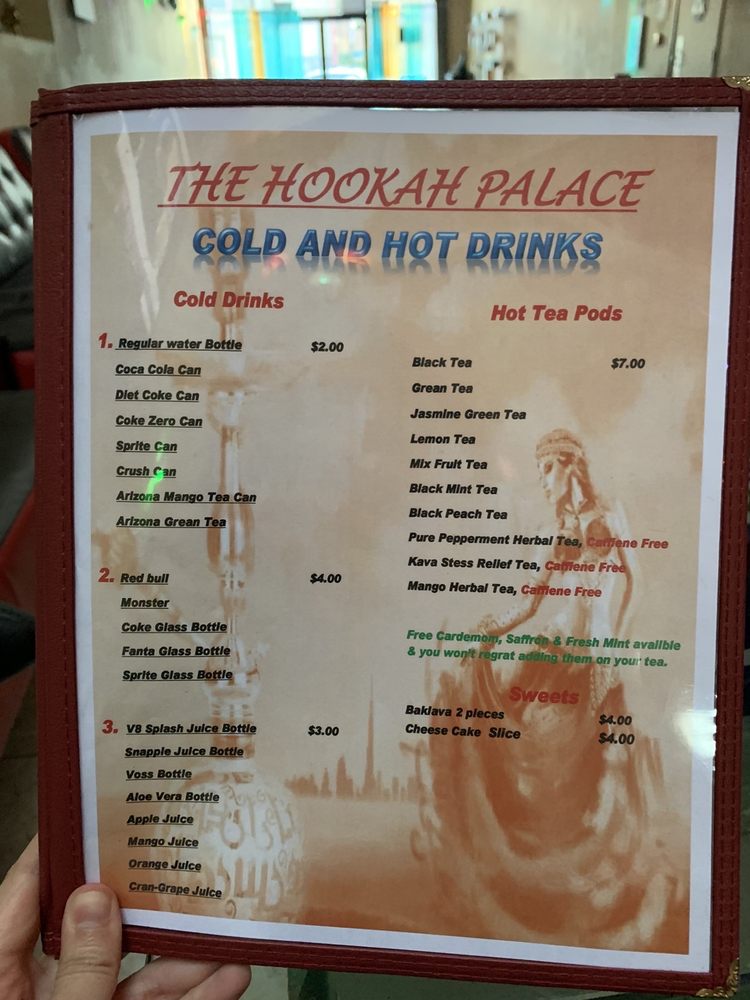 THE HOOKAH PALACE
COLD AND HOT DRINKS
Cold Drinks
1. Regular water Bottle $2.00
Coca Cola Can
Diet Coke Can
Coke Zero Can
Sprite Can
Crush Can
Arizona Mango Tea Can
Arizona Grean Tea
2. Red bull $4.00
Monster
Coke Glass Bottle
Fanta Glass Bottle
Sprite Glass Bottle
3. V8 Splash Juice Bottle $3.00
Snapple Juice Bottle
Voss Bottle
Aloe Vera Bottle
Apple Juice
Mango Juice
Orange Juice
Cran-Grape Juice
Hot Tea Pods
Black Tea $7.00
Grean Tea
Jasmine Green Tea
Lemon Tea
Mix Fruit Tea
Black Mint Tea
Black Peach Tea
Pure Pepperment Herbal Tea, Caffiene Free
Kava Stess Relief Tea, Caffiene Free
Mango Herbal Tea, Caffiene Free
Free Cardemom, Saffron & Fresh Mint availble
& you won't regrat adding them on your tea.
Sweets
Baklava 2 pieces $4.00
Cheese Cake Slice $4.00